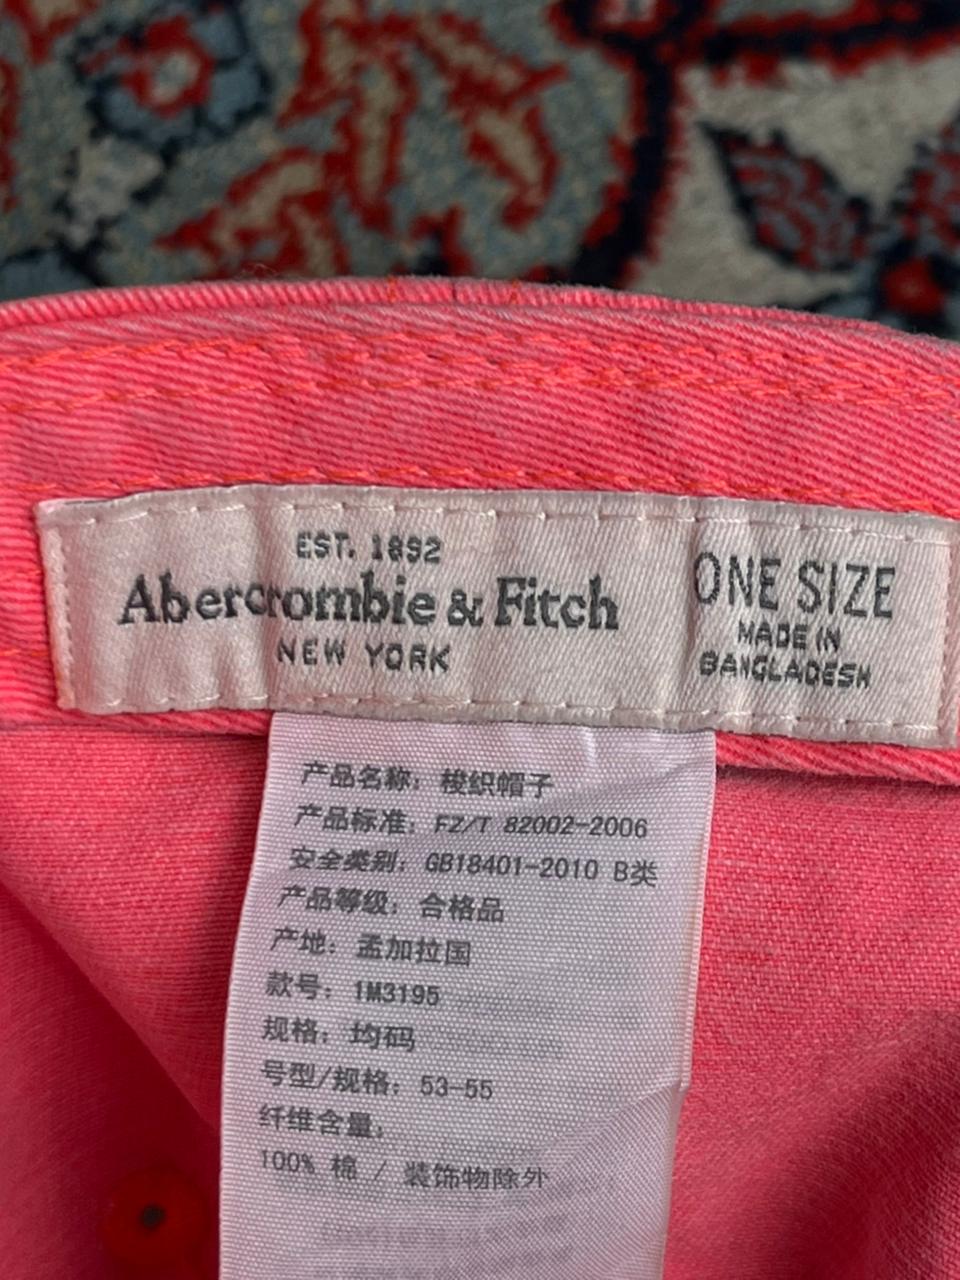 EST. 1892
Abercrombie & Fitch
NEW YORK
ONE SIZE
MADE IN
BANGLADESH
产品名称：梭织帽子
产品标准：FZ/T 82002-2006
安全类别：GB18401-2010 B类
产品等级：合格品
产地：孟加拉国
款号：1M3195
规格：均码
号型/规格：53-55
纤维含量：
100% 棉 / 装饰物除外